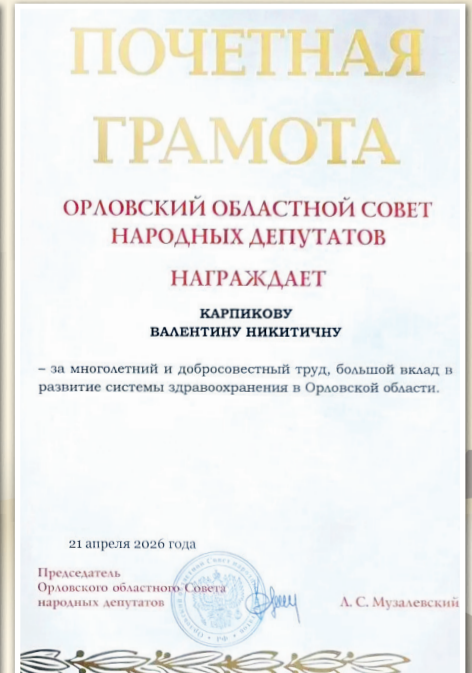 ПОЧЕТНАЯ
ГРАМОТА
ОРЛОВСКИЙ ОБЛАСТНОЙ СОВЕТ
НАРОДНЫХ ДЕПУТАТОВ
НАГРАЖДАЕТ
КАРПИКОВУ
ВАЛЕНТИНУ НИКИТИЧНУ
– за многолетний и добросовестный труд, большой вклад в
развитие системы здравоохранения в Орловской области.
21 апреля 2026 года
Председатель
Орловского областного Совета
народных депутатов
Л. С. Музалевский